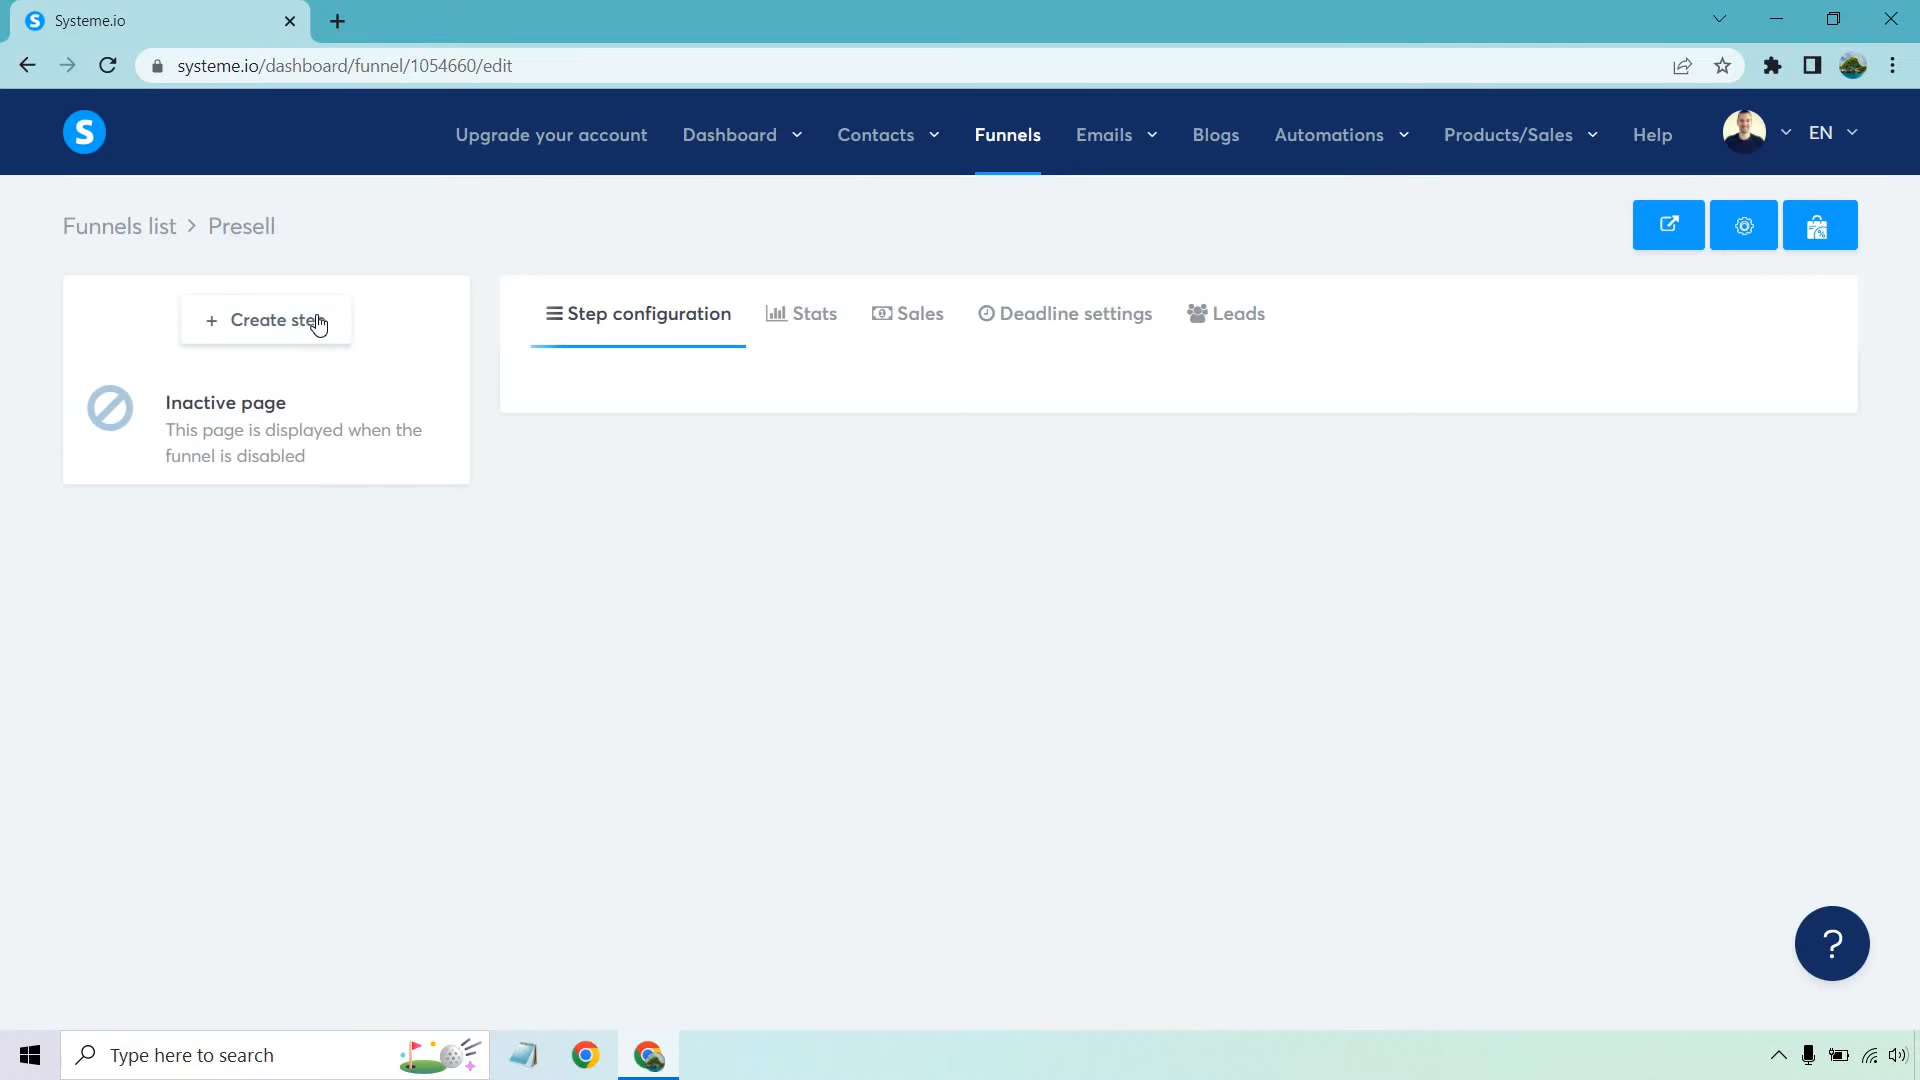 Systeme.io
systeme.io/dashboard/funnel/1054660/edit
S
Upgrade your account
Dashboard
Contacts
Funnels
Emails
Blogs
Automations
Products/Sales
Help
EN
Funnels list > Presell
+ Create
Step configuration
Stats
Sales
Deadline settings
Leads
Inactive page
This page is displayed when the
funnel is disabled
?
Type here to search